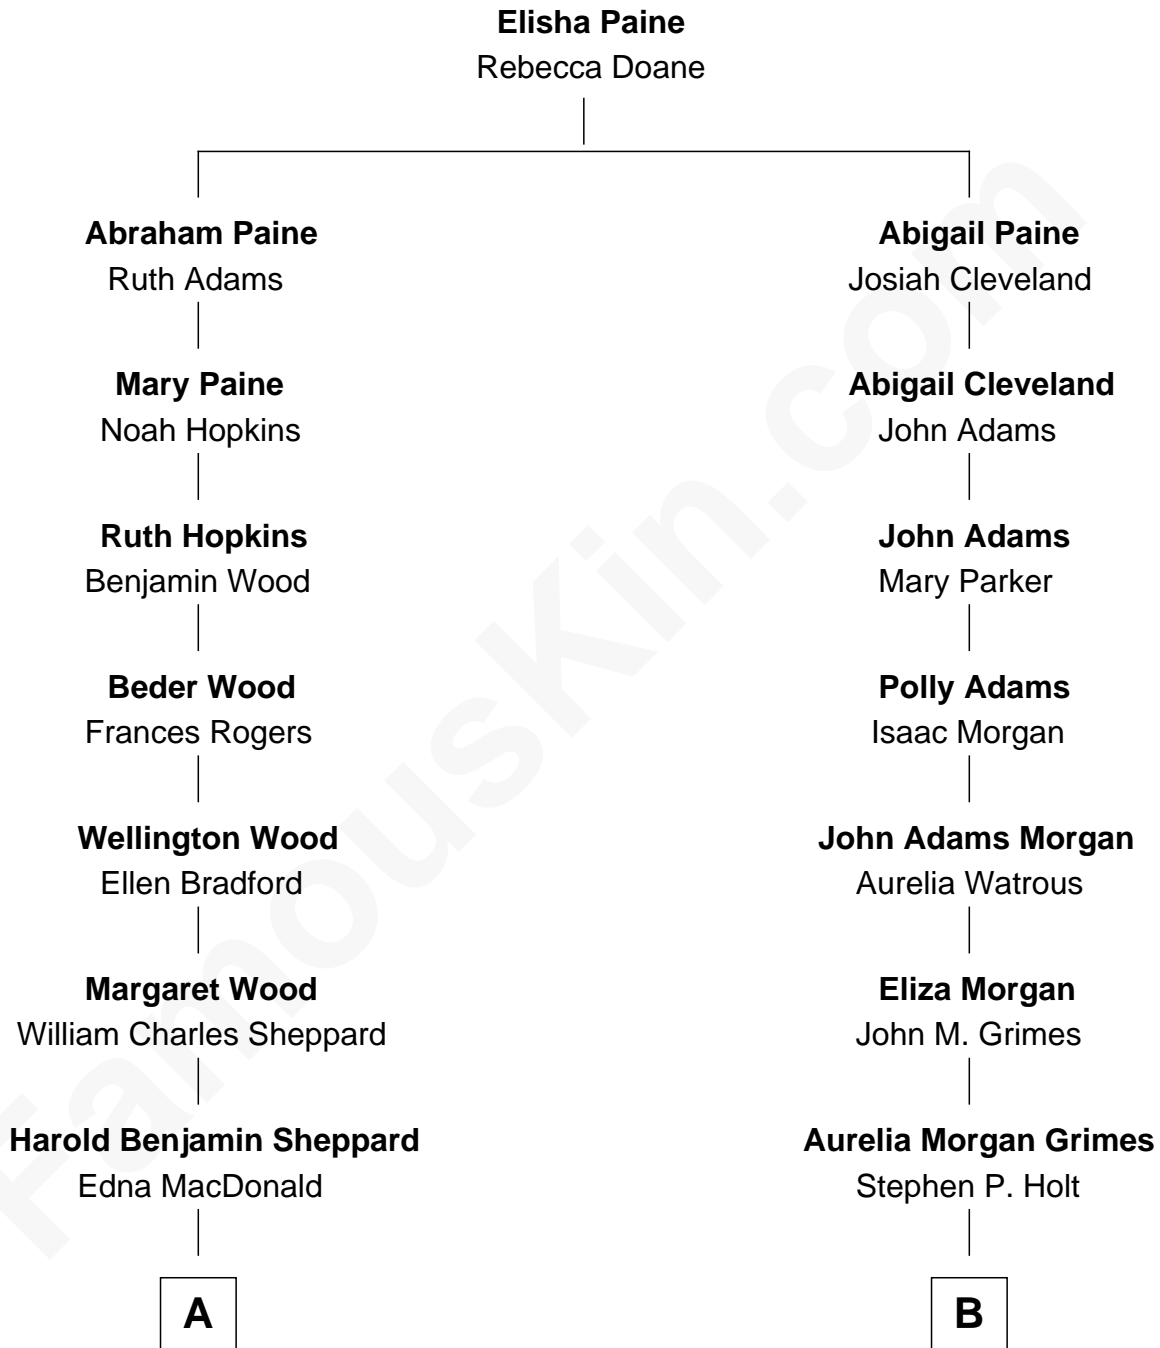 Elisha Paine
Rebecca Doane
Abraham Paine
Ruth Adams
Abigail Paine
Josiah Cleveland
Mary Paine
Noah Hopkins
Abigail Cleveland
John Adams
Ruth Hopkins
Benjamin Wood
John Adams
Mary Parker
Beder Wood
Frances Rogers
Polly Adams
Isaac Morgan
Wellington Wood
Ellen Bradford
John Adams Morgan
Aurelia Watrous
Margaret Wood
William Charles Sheppard
Eliza Morgan
John M. Grimes
Harold Benjamin Sheppard
Edna MacDonald
Aurelia Morgan Grimes
Stephen P. Holt
A
B
FamousKin.com